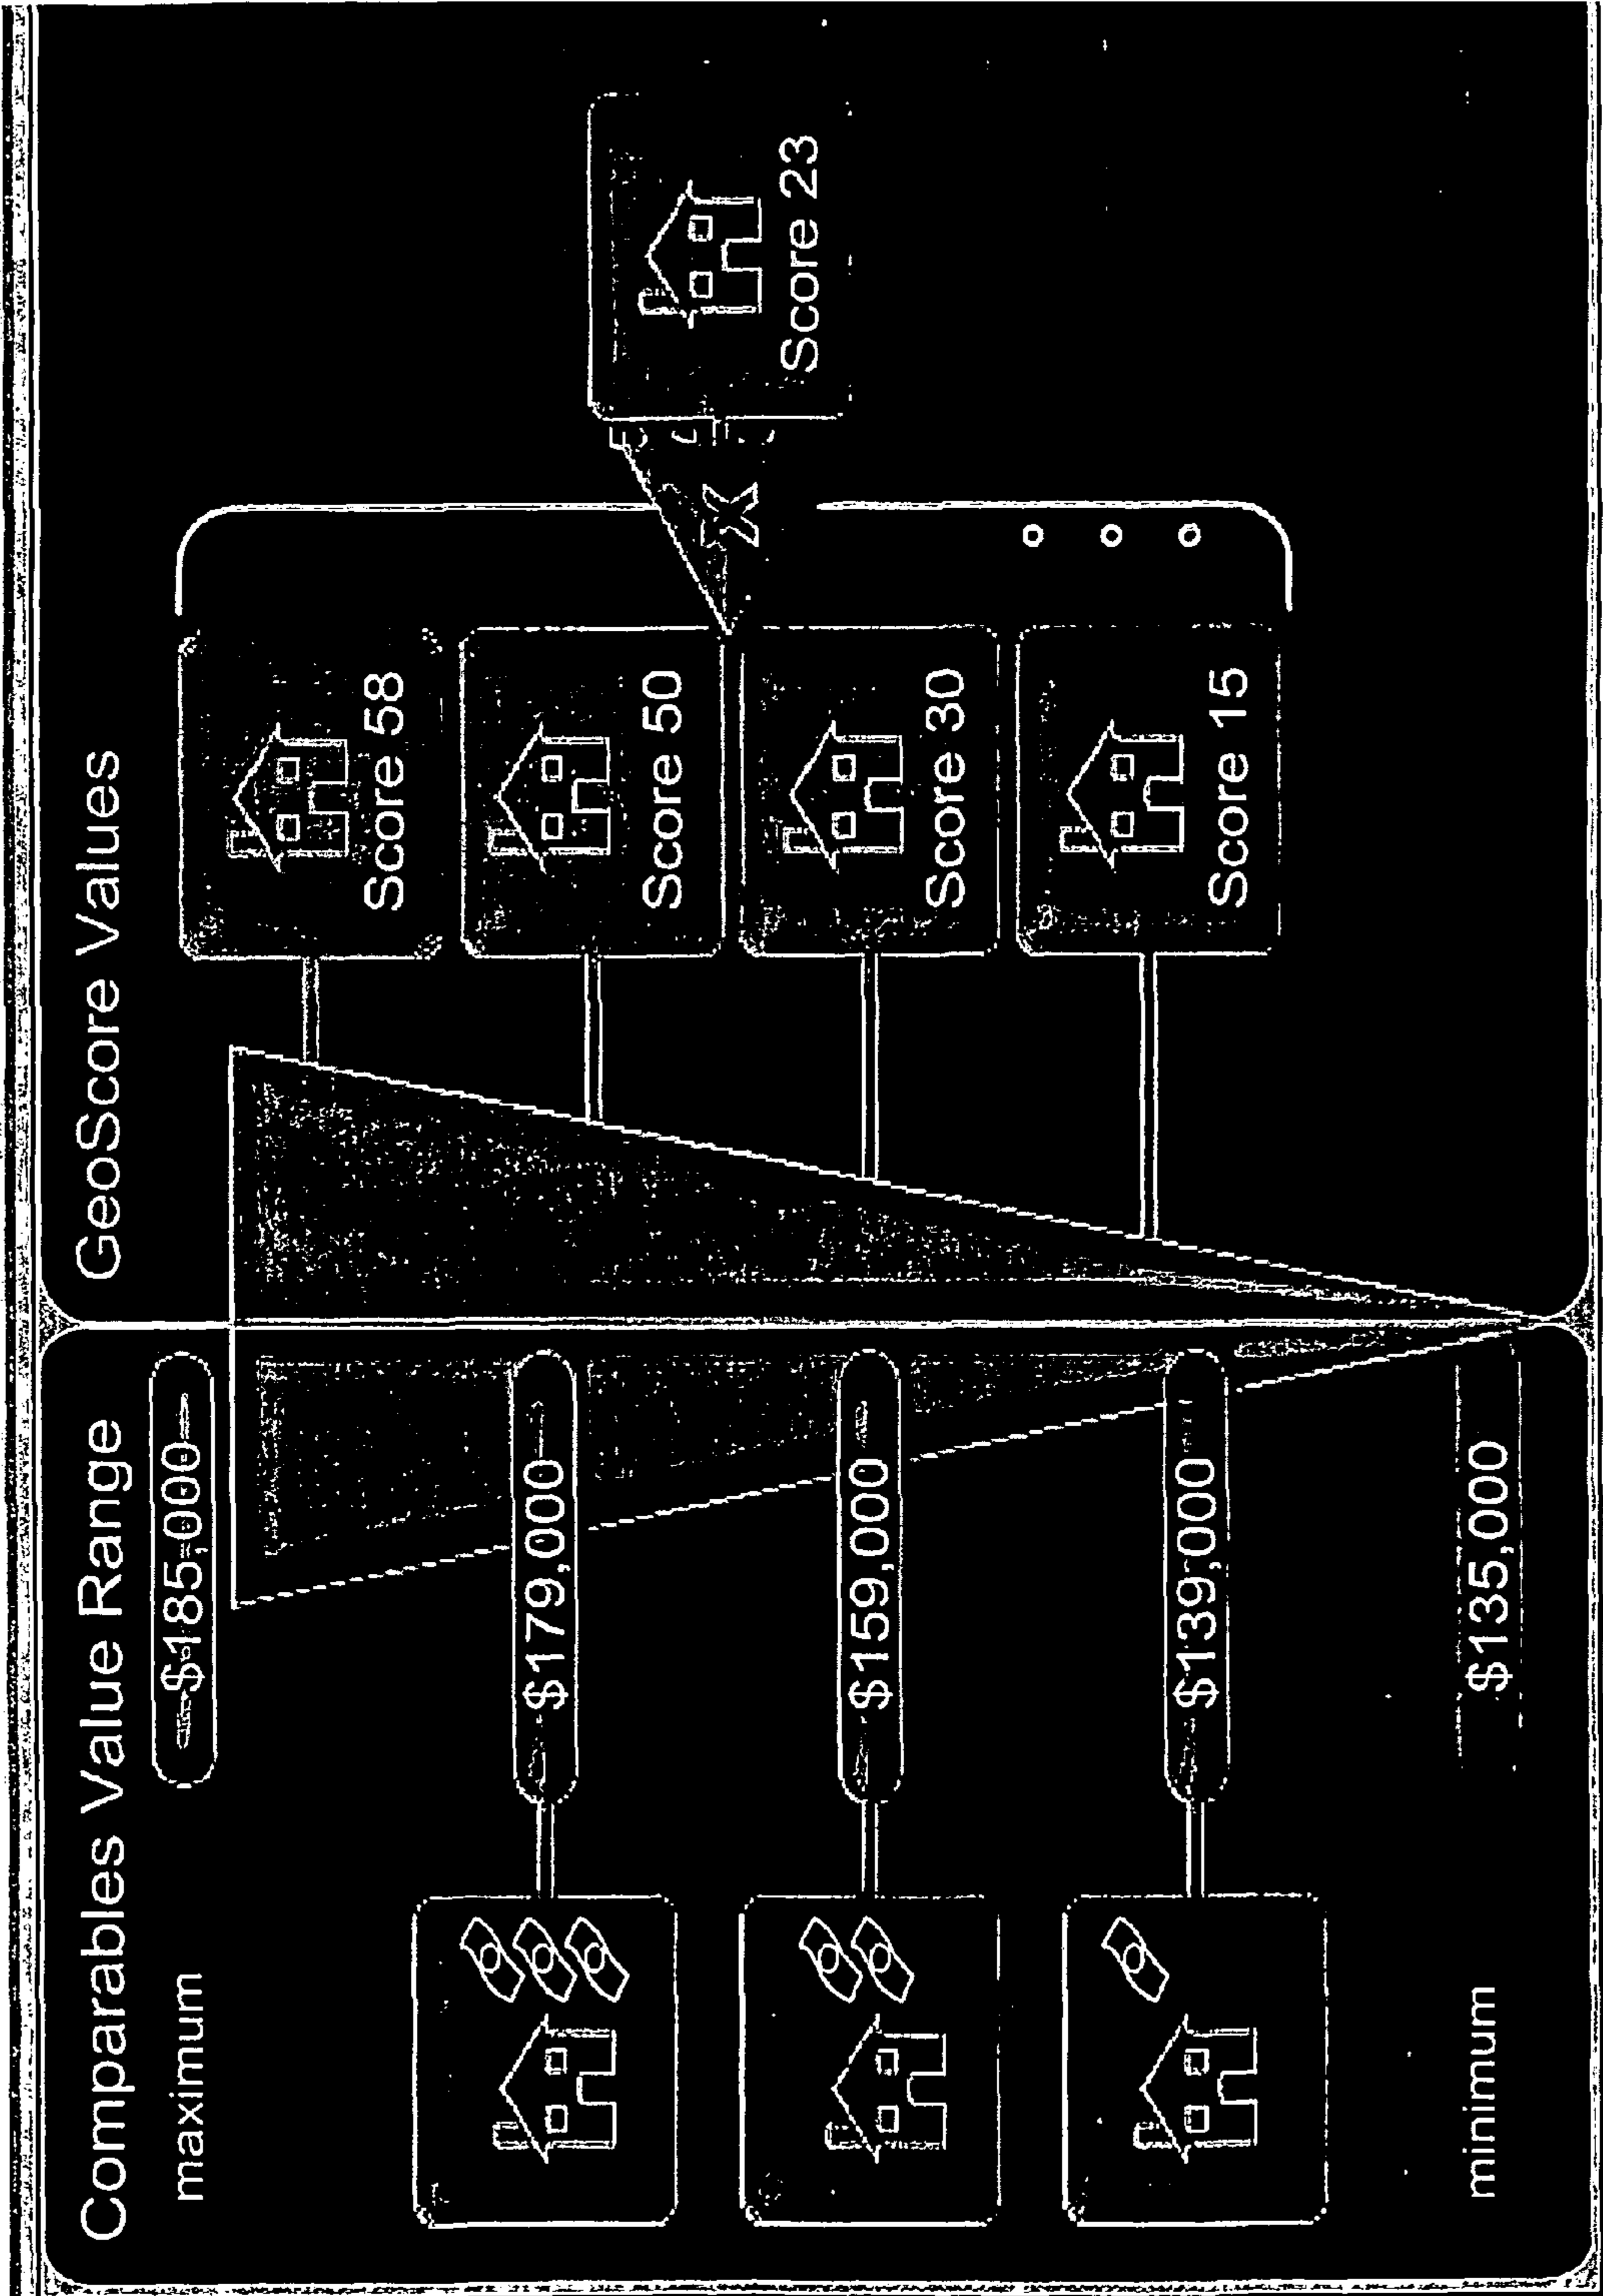 Comparables Value Range
maximum
$185,000
$179,000
$159,000
$139,000
minimum
$135,000
GeoScore Values
Score 58
Score 50
Score 30
Score 15
X
Score 23